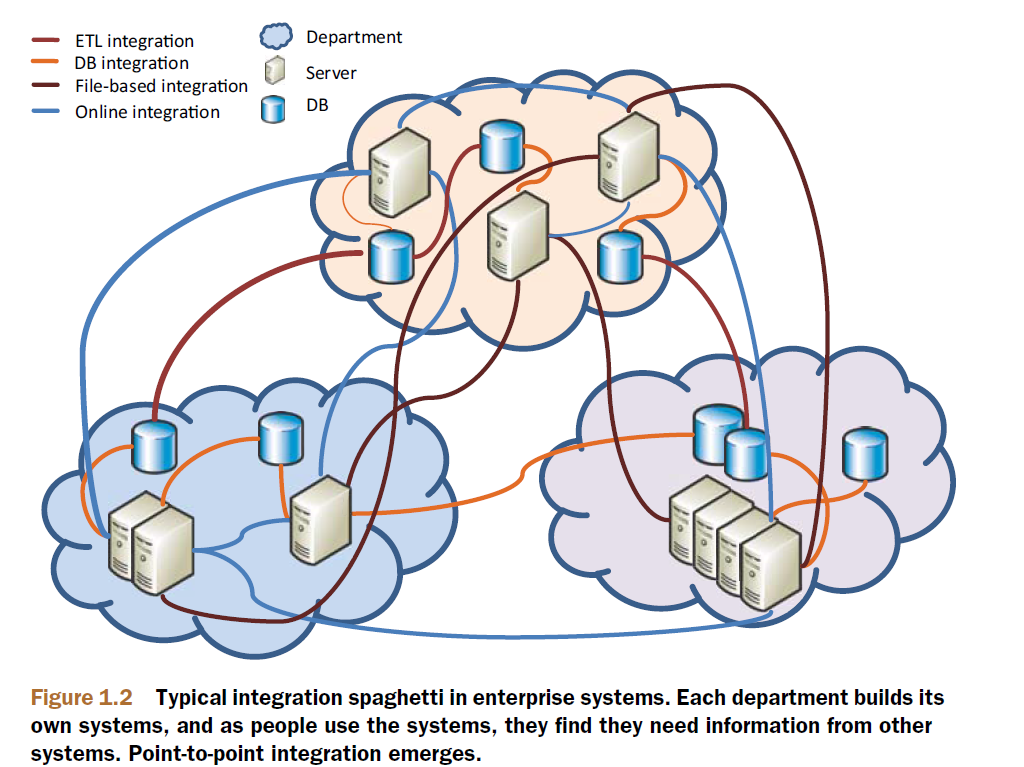 ETL integration
DB integration
File-based integration
Online integration
Department
Server
DB
Figure 1.2 Typical integration spaghetti in enterprise systems. Each department builds its
own systems, and as people use the systems, they find they need information from other
systems. Point-to-point integration emerges.